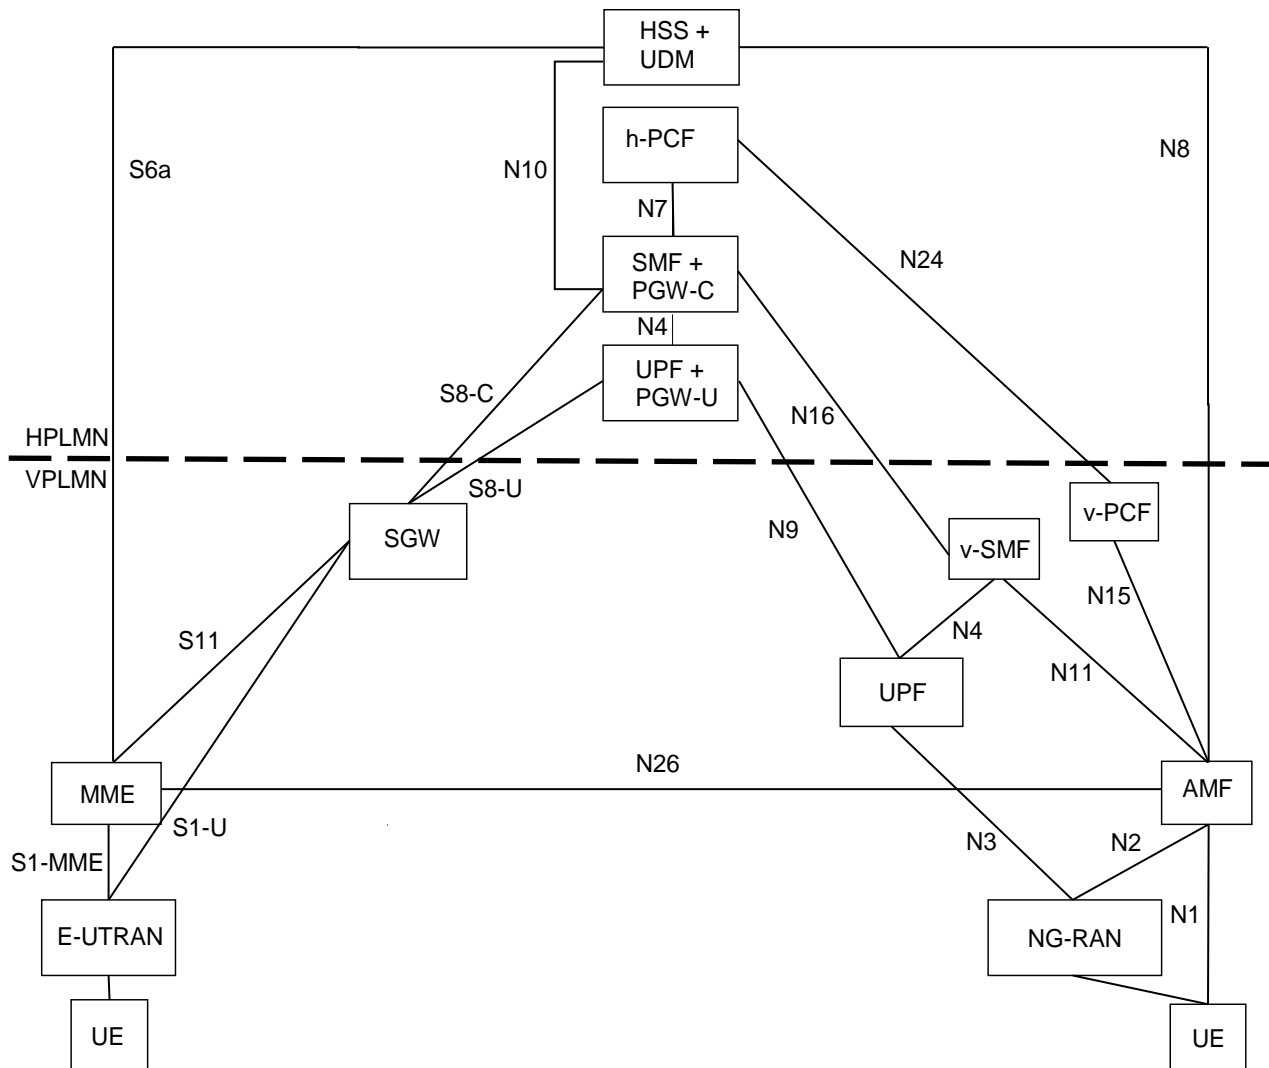 HSS +
UDM
h-PCF
S6a
N10
N8
N7
N24
SMF +
PGW-C
N4
UPF +
PGW-U
S8-C
N16
HPLMN
VPLMN
S8-U
v-PCF
SGW
N9
v-SMF
N15
S11
N4
N11
UPF
N26
MME
AMF
S1-U
S1-MME
N3
N2
E-UTRAN
NG-RAN
N1
UE
UE